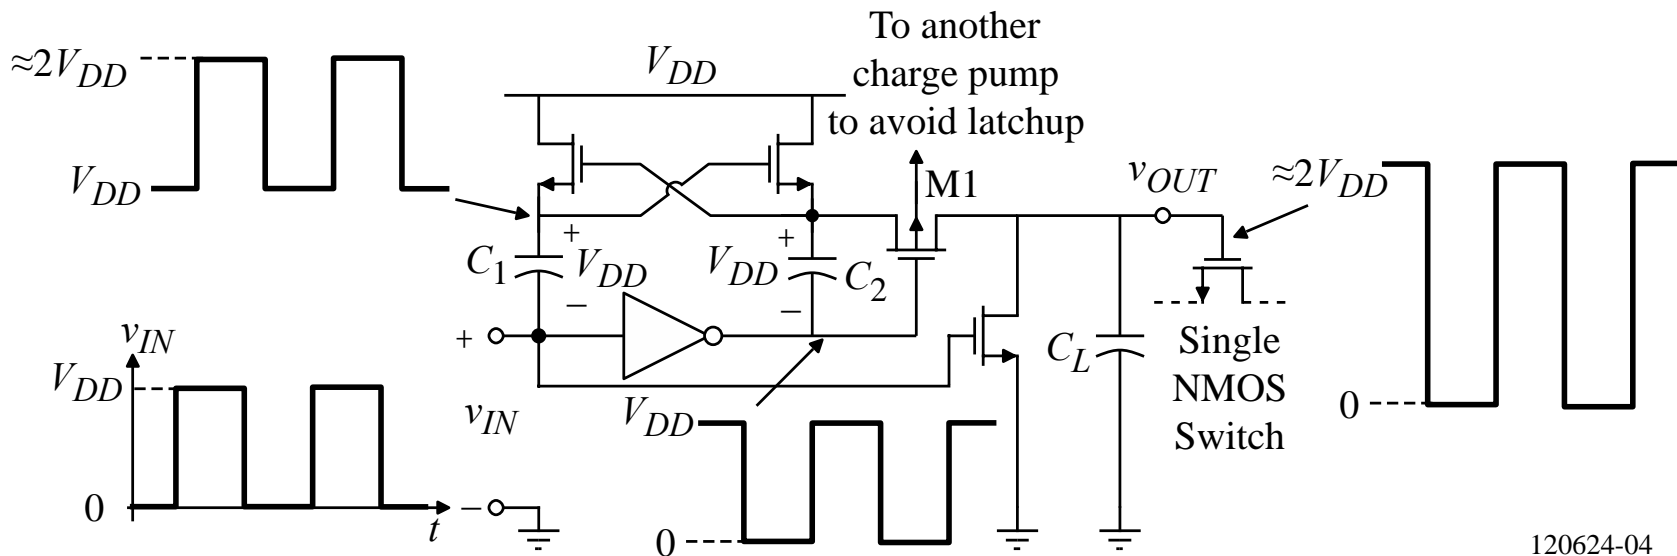 ≈2V_DD
V_DD
V_DD
To another
charge pump
to avoid latchup
M1
v_OUT
≈2V_DD
C_1
+
V_DD
−
V_DD
+
−
C_2
+
v_IN
V_DD
0
t
v_IN
−
V_DD
0
C_L
Single
NMOS
Switch
0
120624-04